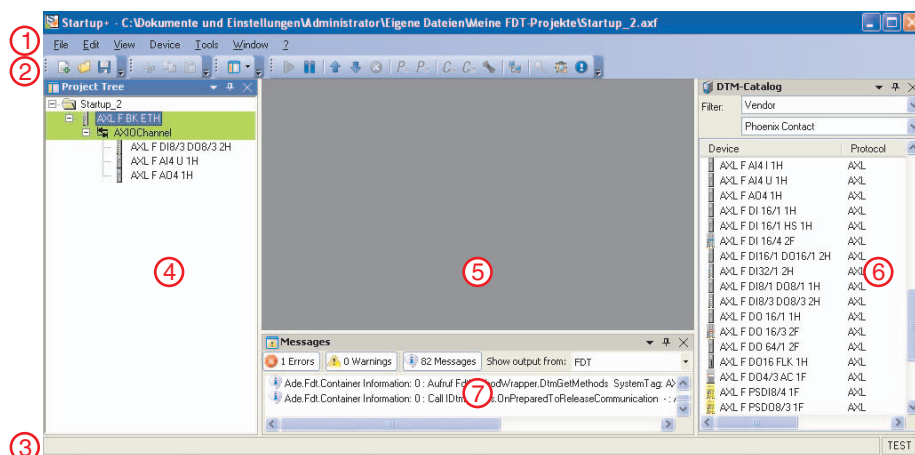 Startup+ - C:\Dokumente und Einstellungen\Administrator\Eigene Dateien\Meine FDT-Projekte\Startup_2.axf
1
File Edit View Device Tools Window ?
2
Project Tree
Startup_2
AXL F BK ETH
AXIOChannel
AXL F DI8/3 DO8/3 2H
AXL F AI4 U 1H
AXL F AO4 1H
4
5
Messages
1 Errors 0 Warnings 82 Messages Show output from: FDT
Ade.Fdt.Container Information: 0 : Aufruf
DtmGetMethods SystemTag:
Ade.Fdt.Container Information: 0 : Call
OnPreparedToReleaseCommunication - :
7
DTM-Catalog
Filter: Vendor
Phoenix Contact
Device Protocol
AXL F AI4 I 1H AXL
AXL F AI4 U 1H AXL
AXL F AO4 1H AXL
AXL F DI 16/1 1H AXL
AXL F DI 16/1 HS 1H AXL
AXL F DI 16/4 2F AXL
AXL F DI16/1 DO16/1 2H AXL
AXL F DI32/1 2H AXL
AXL F DI8/1 DO8/1 1H AXL
AXL F DI8/3 DO8/3 2H AXL
AXL F DO 16/1 1H AXL
AXL F DO 16/3 2F AXL
AXL F DO 64/1 2F AXL
AXL F DO16 FLK 1H AXL
AXL F DO4/3 AC 1F AXL
AXL F PSDI8/4 1F AXL
AXL F PSDO8/3 1F AXL
6
3
TEST